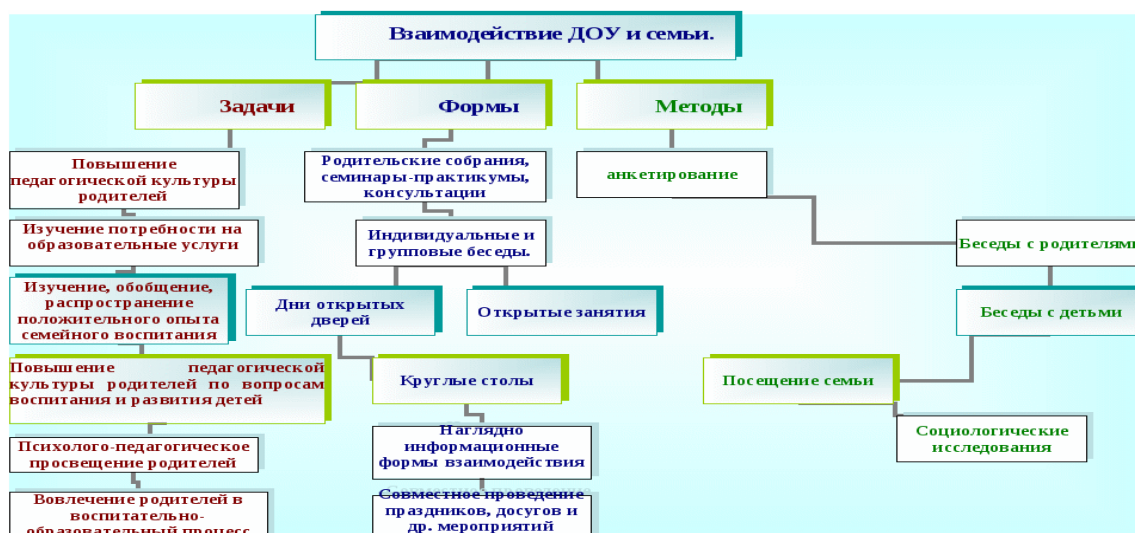 Взаимодействие ДОУ и семьи.
Задачи
Формы
Методы
Повышение
педагогической культуры
родителей
Изучение потребности на
образовательные услуги
Изучение, обобщение,
распространение
положительного опыта
семейного воспитания
Повышение педагогической
культуры родителей по вопросам
воспитания и развития детей
Психолого-педагогическое
просвещение родителей
Вовлечение родителей в
воспитательно-
образовательный процесс
Родительские собрания,
семинары-практикумы,
консультации
Индивидуальные и
групповые беседы.
Дни открытых
дверей
Открытые занятия
Круглые столы
Наглядно
информационные
формы взаимодействия
Совместное проведение
праздников, досугов и
др. мероприятий
анкетирование
Беседы с родителями
Беседы с детьми
Посещение семьи
Социологические
исследования